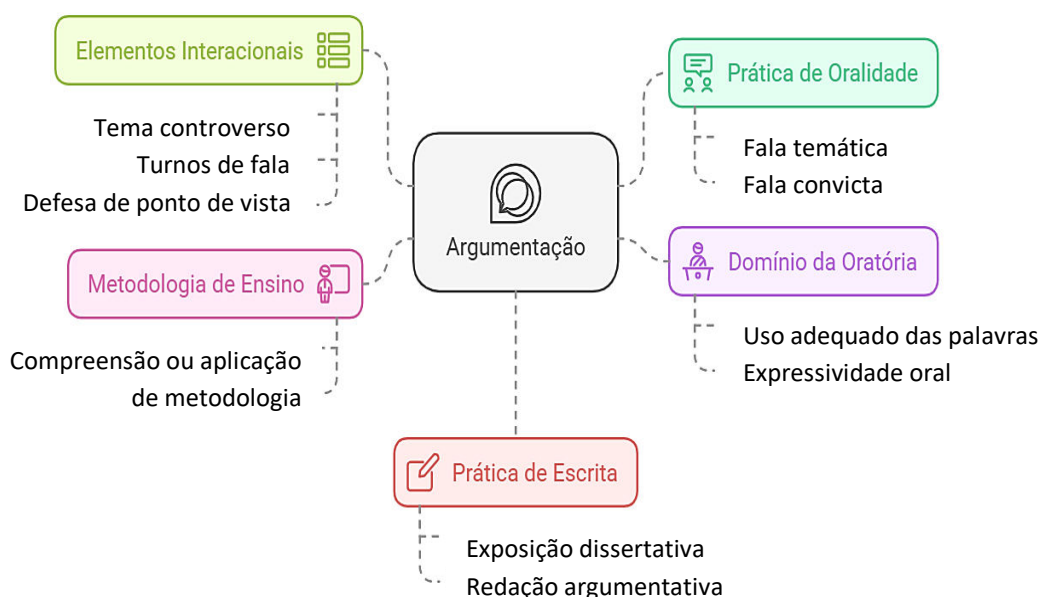 Elementos Interacionais
Tema controverso
Turnos de fala
Defesa de ponto de vista
Metodologia de Ensino
Compreensão ou aplicação
de metodologia
Argumentação
Prática de Oralidade
Fala temática
Fala convicta
Domínio da Oratória
Uso adequado das palavras
Expressividade oral
Prática de Escrita
Exposição dissertativa
Redação argumentativa